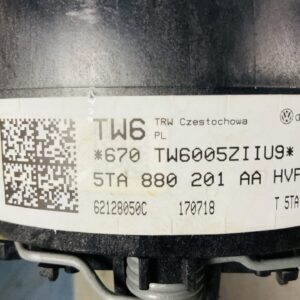 TW6 TRW Czestochowa
PL
*670 TW6005ZIIU9*
5TA 880 201 AA HVF
62128050C 170718 T 5TA